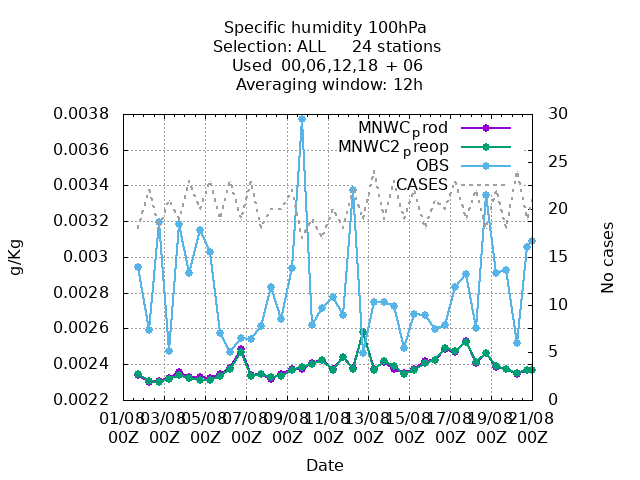 Specific humidity 100hPa
Selection: ALL 24 stations
Used 00,06,12,18 + 06
Averaging window: 12h
0.0038
0.0036
0.0034
0.0032
0.003
0.0028
0.0026
0.0024
0.0022
g/Kg
30
25
20
15
10
5
0
No cases
MNWCprod
MNWC2preop
OBS
CASES
01/08 03/08 05/08 07/08 09/08 11/08 13/08 15/08 17/08 19/08 21/08
00Z 00Z 00Z 00Z 00Z 00Z 00Z 00Z 00Z 00Z 00Z
Date